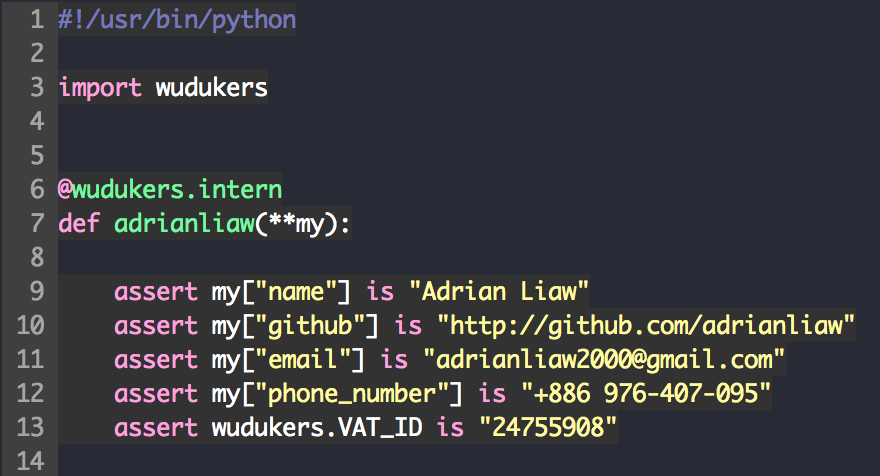 1 #!/usr/bin/python
2
3 import wudukers
4
5
6 @wudukers.intern
7 def adrianliaw(**my):
8
9     assert my["name"] is "Adrian Liaw"
10     assert my["github"] is "http://github.com/adrianliaw"
11     assert my["email"] is "adrianliaw2000@gmail.com"
12     assert my["phone_number"] is "+886 976-407-095"
13     assert wudukers.VAT_ID is "24755908"
14